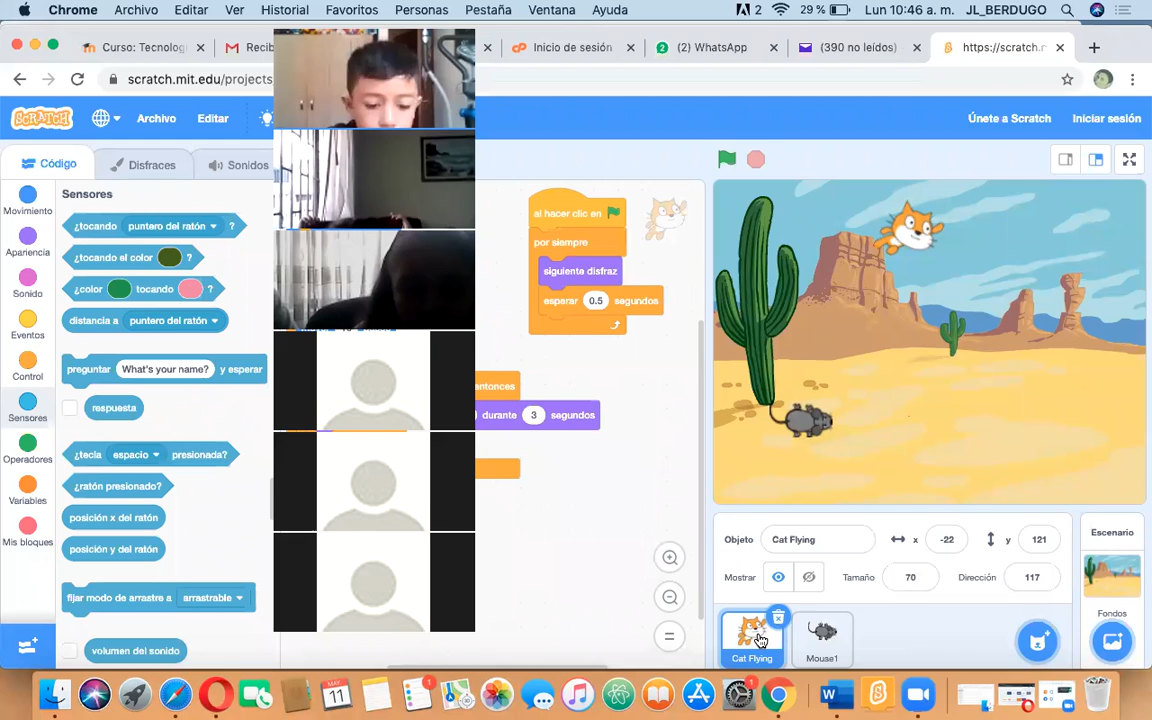 Chrome Archivo Editar Ver Historial Favoritos Personas Pestaña Ventana Ayuda 2 29 % Lun 10:46 a. m. JL_BERDUGO
Curso: Tecnolog Recib Inicio de sesión (2) WhatsApp (390 no leídos) https://scratch.m
scratch.mit.edu/projects
SCRATCH Archivo Editar Únete a Scratch Iniciar sesión
Código Disfraces Sonidos
Movimiento
Apariencia
Sonido
Eventos
Control
Sensores
Operadores
Variables
Mis bloques
Sensores
¿tocando puntero del ratón ?
¿tocando el color ?
¿color tocando ?
distancia a puntero del ratón
preguntar What's your name? y esperar
respuesta
¿tecla espacio presionada?
¿ratón presionado?
posición x del ratón
posición y del ratón
fijar modo de arrastre a arrastrable
volumen del sonido
al hacer clic en
por siempre
siguiente disfraz
esperar 0.5 segundos
entonces
durante 3 segundos
Objeto Cat Flying x -22 y 121
Mostrar Tamaño 70 Dirección 117
Cat Flying Mouse1
Escenario
Fondos
MAY.
11
1
1